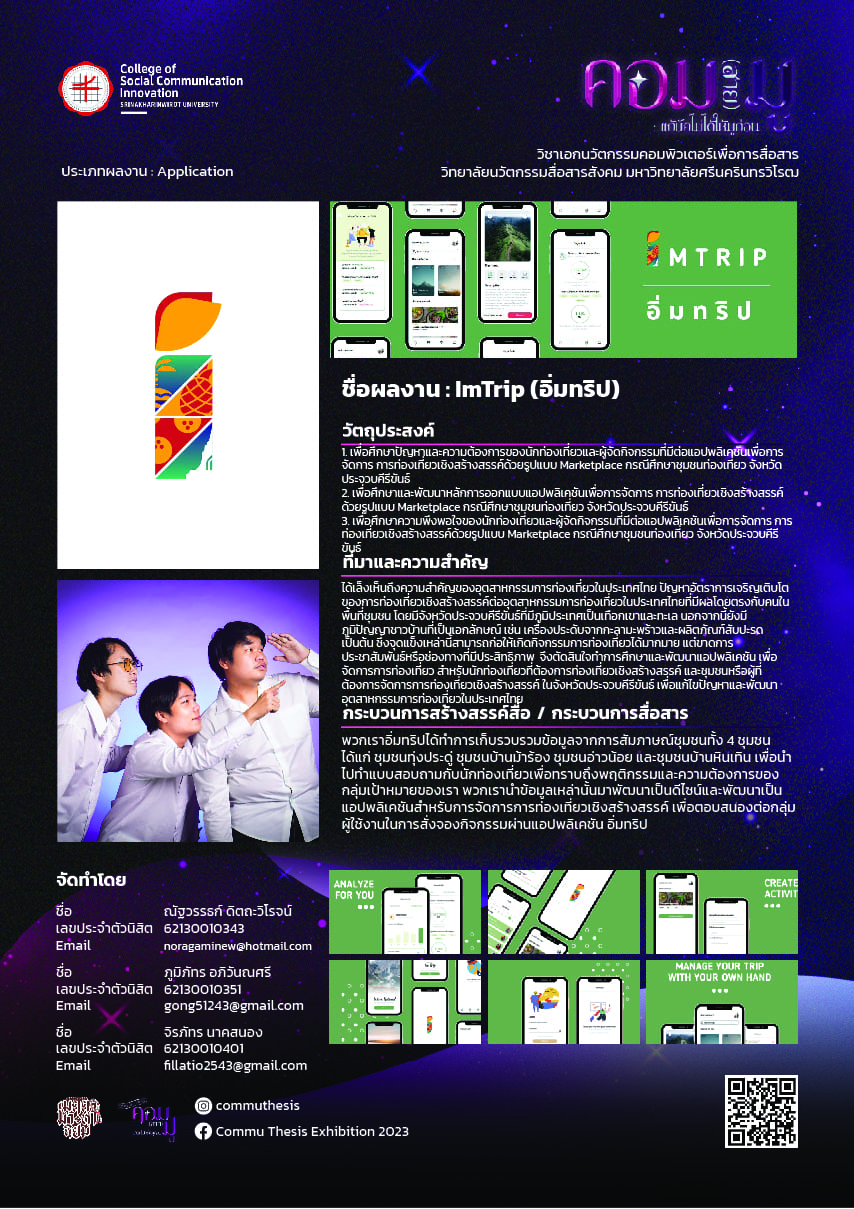 College of
Social Communication
Innovation
SRINAKHARINWIROT UNIVERSITY
คอม(สาย)มู
ประเภทผลงาน : Application
วิชาเอกนวัตกรรมคอมพิวเตอร์เพื่อการสื่อสาร
วิทยาลัยนวัตกรรมสื่อสารสังคม มหาวิทยาลัยศรีนครินทรวิโรฒ
iMTRIP
อิ่มทริป
ชื่อผลงาน : ImTrip (อิ่มทริป)
วัตถุประสงค์
1. เพื่อศึกษาปัญหาและความต้องการของนักท่องเที่ยวและผู้จัดกิจกรรมที่มีต่อแอปพลิเคชันเพื่อการ
จัดการ การท่องเที่ยวเชิงสร้างสรรค์ด้วยรูปแบบ Marketplace กรณีศึกษาชุมชนท่องเที่ยว จังหวัด
ประจวบคีรีขันธ์
2. เพื่อศึกษาและพัฒนาหลักการออกแบบแอปพลิเคชันเพื่อการจัดการ การท่องเที่ยวเชิงสร้างสรรค์
ด้วยรูปแบบ Marketplace กรณีศึกษาชุมชนท่องเที่ยว จังหวัดประจวบคีรีขันธ์
3. เพื่อศึกษาความพึงพอใจของนักท่องเที่ยวและผู้จัดกิจกรรมที่มีต่อแอปพลิเคชันเพื่อการจัดการ การ
ท่องเที่ยวเชิงสร้างสรรค์ด้วยรูปแบบ Marketplace กรณีศึกษาชุมชนท่องเที่ยว จังหวัดประจวบคีรี
ขันธ์
ที่มาและความสำคัญ
ได้เล็งเห็นถึงความสำคัญของอุตสาหกรรมการท่องเที่ยวในประเทศไทย ปัญหาอัตราการเจริญเติบโต
ของการท่องเที่ยวเชิงสร้างสรรค์ต่ออุตสาหกรรมการท่องเที่ยวในประเทศไทยที่มีผลโดยตรงกับคนใน
พื้นที่ชุมชน โดยมีจังหวัดประจวบคีรีขันธ์ที่มีภูมิประเทศเป็นเทือกเขาและทะเล นอกจากนี้ยังมี
ภูมิปัญญาชาวบ้านที่เป็นเอกลักษณ์ เช่น เครื่องประดับจากกะลามะพร้าวและผลิตภัณฑ์สับปะรด
เป็นต้น ซึ่งจุดแข็งเหล่านี้สามารถก่อให้เกิดกิจกรรมการท่องเที่ยวได้มากมาย แต่ขาดการ
ประชาสัมพันธ์หรือช่องทางที่มีประสิทธิภาพ จึงตัดสินใจทำการศึกษาและพัฒนาแอปพลิเคชัน เพื่อ
จัดการการท่องเที่ยว สำหรับนักท่องเที่ยวที่ต้องการท่องเที่ยวเชิงสร้างสรรค์ และชุมชนหรือผู้ที่
ต้องการจัดการการท่องเที่ยวเชิงสร้างสรรค์ ในจังหวัดประจวบคีรีขันธ์ เพื่อแก้ไขปัญหาและพัฒนา
อุตสาหกรรมการท่องเที่ยวในประเทศไทย
กระบวนการสร้างสรรค์สื่อ / กระบวนการสื่อสาร
พวกเราอิ่มทริปได้ทำการเก็บรวบรวมข้อมูลจากการสัมภาษณ์ชุมชนทั้ง 4 ชุมชน
ได้แก่ ชุมชนทุ่งประดู่ ชุมชนบ้านม้าร้อง ชุมชนอ่าวน้อย และชุมชนบ้านหินเทิน เพื่อนำ
ไปทำแบบสอบถามกับนักท่องเที่ยวเพื่อทราบถึงพฤติกรรมและความต้องการของ
กลุ่มเป้าหมายของเรา พวกเรานำข้อมูลเหล่านั้นมาพัฒนาเป็นดีไซน์และพัฒนาเป็น
แอปพลิเคชันสำหรับการจัดการการท่องเที่ยวเชิงสร้างสรรค์ เพื่อตอบสนองต่อกลุ่ม
ผู้ใช้งานในการสั่งจองกิจกรรมผ่านแอปพลิเคชัน อิ่มทริป
จัดทำโดย
ชื่อ ณัฐวรรธก์ ดิตถะวิโรจน์
เลขประจำตัวนิสิต 62130010343
Email noragaminew@hotmail.com
ชื่อ ภูมิภัทร อภิวันณศรี
เลขประจำตัวนิสิต 62130010351
Email gong51243@gmail.com
ชื่อ จิรภัทร นาคสนอง
เลขประจำตัวนิสิต 62130010401
Email fillatio2543@gmail.com
ANALYZE
FOR YOU
CREATE
ACTIVIT
MANAGE YOUR TRIP
WITH YOUR OWN HAND
commuthesis
Commu Thesis Exhibition 2023